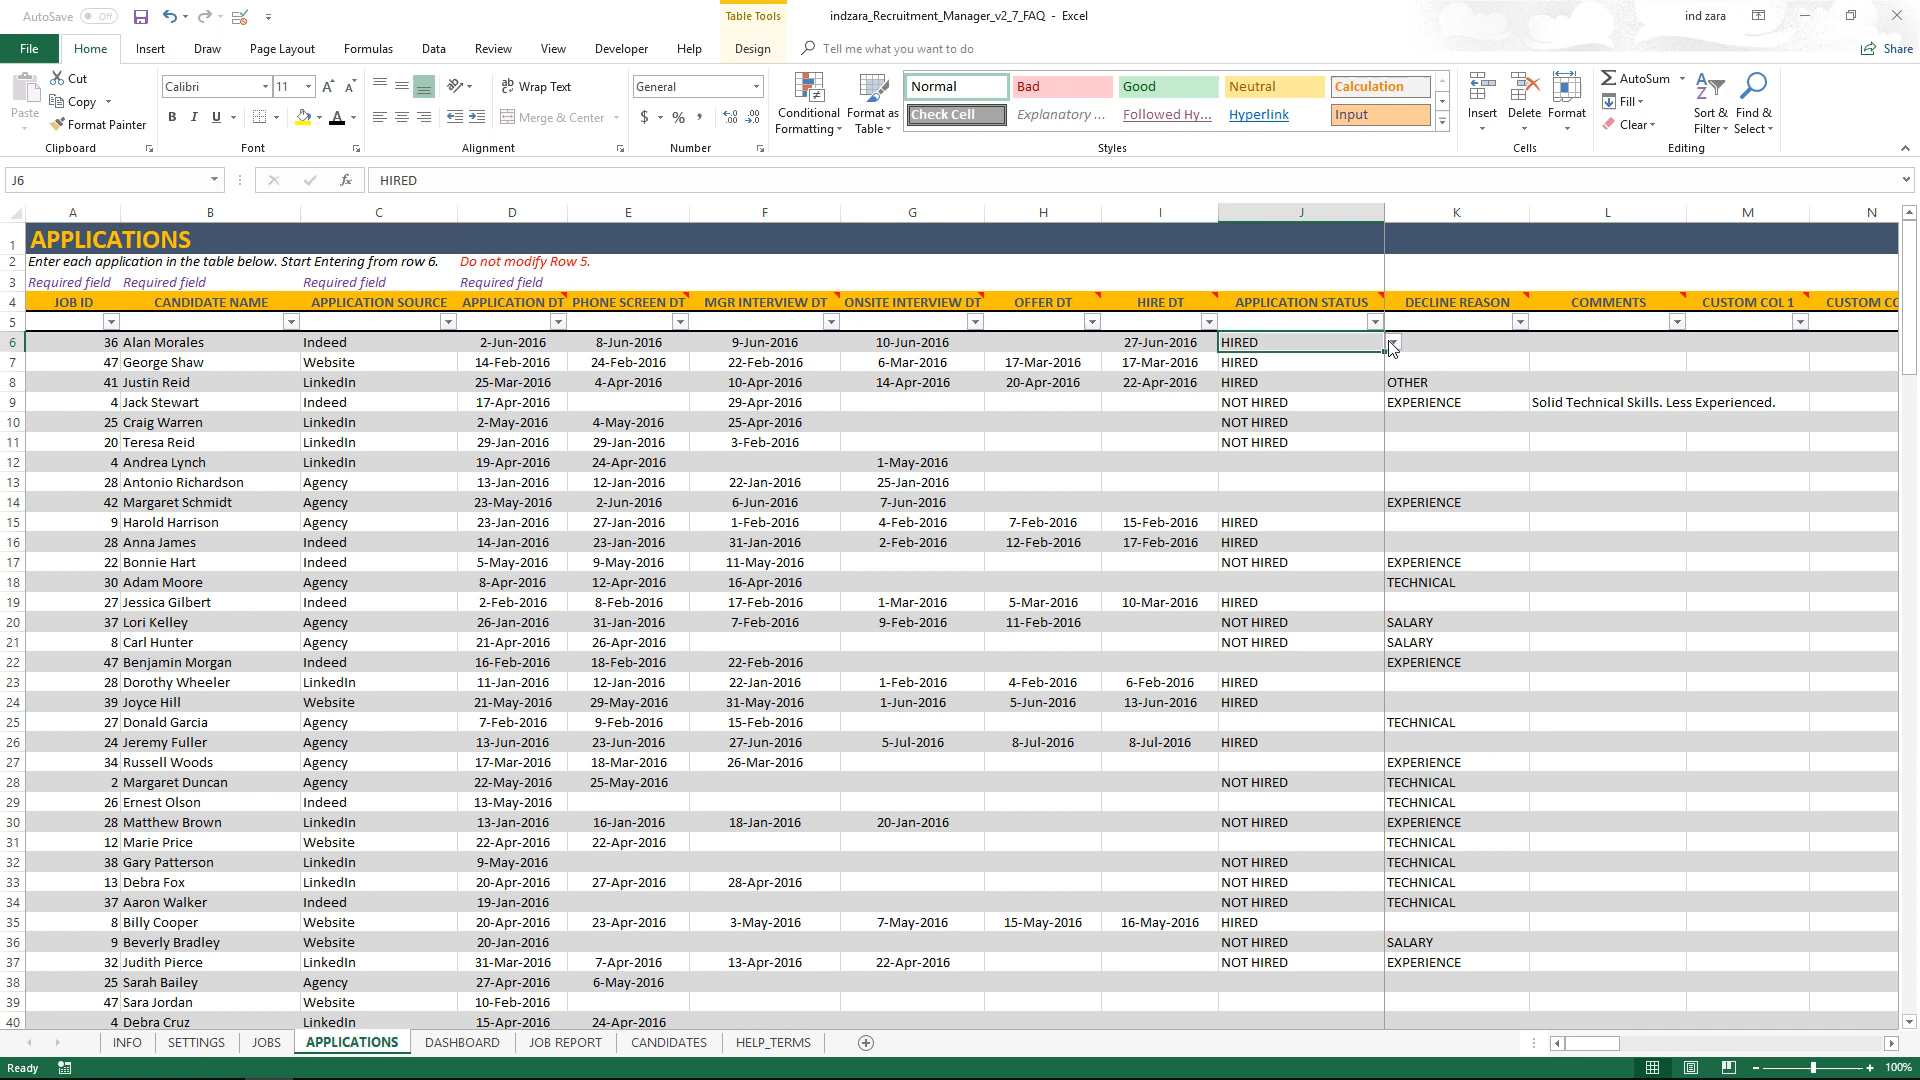 AutoSave Off
Table Tools
indzara_Recruitment_Manager_v2_7_FAQ - Excel
ind zara
File Home Insert Draw Page Layout Formulas Data Review View Developer Help Design Tell me what you want to do Share
Paste Cut Copy Format Painter Clipboard
Calibri 11 B I U Font
Wrap Text Merge & Center Alignment
General $ % , Number
Conditional Formatting Format as Table
Normal Bad Good Neutral Calculation
Check Cell Explanatory ... Followed Hy... Hyperlink Input
Styles
Insert Delete Format Cells
AutoSum Fill Clear Sort & Filter Find & Select Editing
J6 fx HIRED
A B C D E F G H I J K L M N
1 APPLICATIONS
2 Enter each application in the table below. Start Entering from row 6. Do not modify Row 5.
3 Required field Required field Required field Required field
4 JOB ID CANDIDATE NAME APPLICATION SOURCE APPLICATION DT PHONE SCREEN DT MGR INTERVIEW DT ONSITE INTERVIEW DT OFFER DT HIRE DT APPLICATION STATUS DECLINE REASON COMMENTS CUSTOM COL 1 CUSTOM CO
5
6 36 Alan Morales Indeed 2-Jun-2016 8-Jun-2016 9-Jun-2016 10-Jun-2016 27-Jun-2016 HIRED
7 47 George Shaw Website 14-Feb-2016 24-Feb-2016 22-Feb-2016 6-Mar-2016 17-Mar-2016 17-Mar-2016 HIRED
8 41 Justin Reid LinkedIn 25-Mar-2016 4-Apr-2016 10-Apr-2016 14-Apr-2016 20-Apr-2016 22-Apr-2016 HIRED OTHER
9 4 Jack Stewart Indeed 17-Apr-2016 29-Apr-2016 NOT HIRED EXPERIENCE Solid Technical Skills. Less Experienced.
10 25 Craig Warren LinkedIn 2-May-2016 4-May-2016 25-Apr-2016 NOT HIRED
11 20 Teresa Reid LinkedIn 29-Jan-2016 29-Jan-2016 3-Feb-2016 NOT HIRED
12 4 Andrea Lynch LinkedIn 19-Apr-2016 24-Apr-2016 1-May-2016
13 28 Antonio Richardson Agency 13-Jan-2016 12-Jan-2016 22-Jan-2016 25-Jan-2016
14 42 Margaret Schmidt Agency 23-May-2016 2-Jun-2016 6-Jun-2016 7-Jun-2016 EXPERIENCE
15 9 Harold Harrison Agency 23-Jan-2016 27-Jan-2016 1-Feb-2016 4-Feb-2016 7-Feb-2016 15-Feb-2016 HIRED
16 28 Anna James Indeed 14-Jan-2016 23-Jan-2016 31-Jan-2016 2-Feb-2016 12-Feb-2016 17-Feb-2016 HIRED
17 22 Bonnie Hart Indeed 5-May-2016 9-May-2016 11-May-2016 NOT HIRED EXPERIENCE
18 30 Adam Moore Agency 8-Apr-2016 12-Apr-2016 16-Apr-2016 TECHNICAL
19 27 Jessica Gilbert Indeed 2-Feb-2016 8-Feb-2016 17-Feb-2016 1-Mar-2016 5-Mar-2016 10-Mar-2016 HIRED
20 37 Lori Kelley Agency 26-Jan-2016 31-Jan-2016 7-Feb-2016 9-Feb-2016 11-Feb-2016 NOT HIRED SALARY
21 8 Carl Hunter Agency 21-Apr-2016 26-Apr-2016 NOT HIRED SALARY
22 47 Benjamin Morgan Indeed 16-Feb-2016 18-Feb-2016 22-Feb-2016 EXPERIENCE
23 28 Dorothy Wheeler LinkedIn 11-Jan-2016 12-Jan-2016 22-Jan-2016 1-Feb-2016 4-Feb-2016 6-Feb-2016 HIRED
24 39 Joyce Hill Website 21-May-2016 29-May-2016 31-May-2016 1-Jun-2016 5-Jun-2016 13-Jun-2016 HIRED
25 27 Donald Garcia Agency 7-Feb-2016 9-Feb-2016 15-Feb-2016 TECHNICAL
26 24 Jeremy Fuller Agency 13-Jun-2016 23-Jun-2016 27-Jun-2016 5-Jul-2016 8-Jul-2016 8-Jul-2016 HIRED
27 34 Russell Woods Agency 17-Mar-2016 18-Mar-2016 26-Mar-2016 EXPERIENCE
28 2 Margaret Duncan Agency 22-May-2016 25-May-2016 NOT HIRED TECHNICAL
29 26 Ernest Olson Indeed 13-May-2016 TECHNICAL
30 28 Matthew Brown LinkedIn 13-Jan-2016 16-Jan-2016 18-Jan-2016 20-Jan-2016 NOT HIRED EXPERIENCE
31 12 Marie Price Website 22-Apr-2016 22-Apr-2016 TECHNICAL
32 38 Gary Patterson LinkedIn 9-May-2016 NOT HIRED TECHNICAL
33 13 Debra Fox LinkedIn 20-Apr-2016 27-Apr-2016 28-Apr-2016 NOT HIRED TECHNICAL
34 37 Aaron Walker Indeed 19-Jan-2016 NOT HIRED TECHNICAL
35 8 Billy Cooper Website 20-Apr-2016 23-Apr-2016 3-May-2016 7-May-2016 15-May-2016 16-May-2016 HIRED
36 9 Beverly Bradley Website 20-Jan-2016 NOT HIRED SALARY
37 32 Judith Pierce LinkedIn 31-Mar-2016 7-Apr-2016 13-Apr-2016 22-Apr-2016 NOT HIRED EXPERIENCE
38 25 Sarah Bailey Agency 27-Apr-2016 6-May-2016
39 47 Sara Jordan Website 10-Feb-2016
40 4 Debra Cruz LinkedIn 15-Apr-2016 24-Apr-2016
INFO SETTINGS JOBS APPLICATIONS DASHBOARD JOB REPORT CANDIDATES HELP_TERMS
Ready 100%